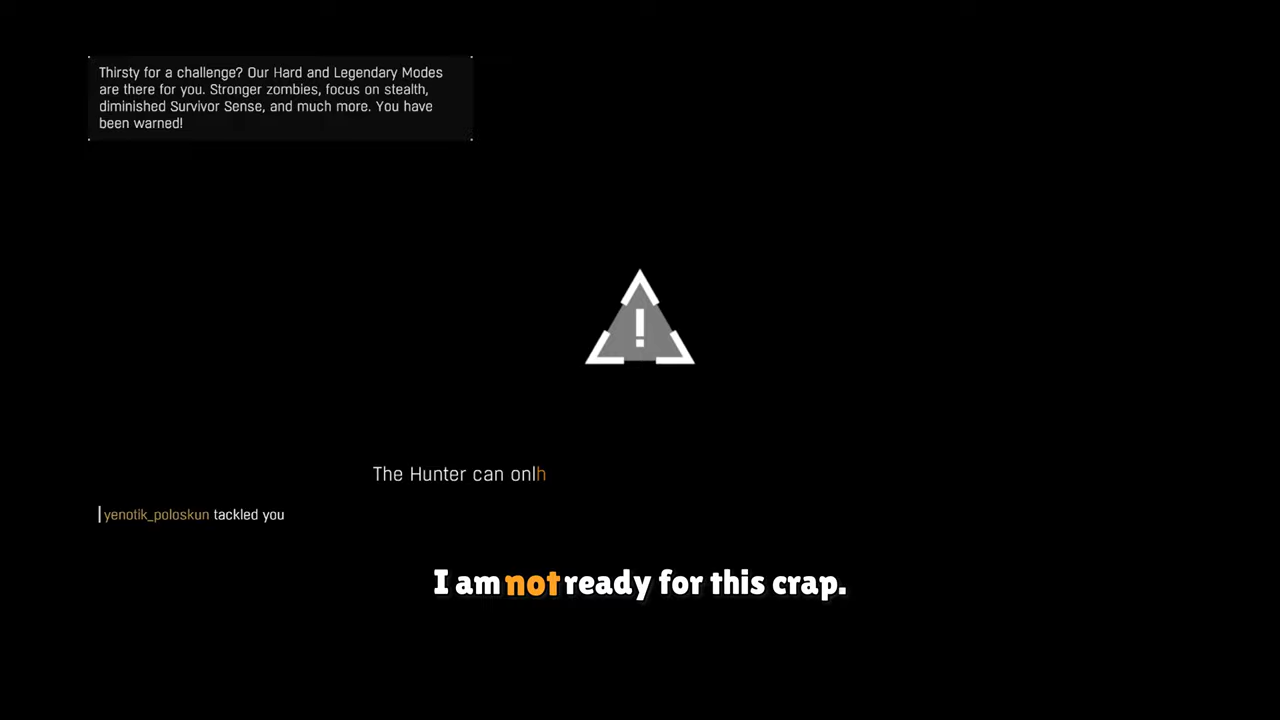 Thirsty for a challenge? Our Hard and Legendary Modes
are there for you. Stronger zombies, focus on stealth,
diminished Survivor Sense, and much more. You have
been warned!
!
The Hunter can onlh
yenotik_poloskun tackled you
I am not ready for this crap.